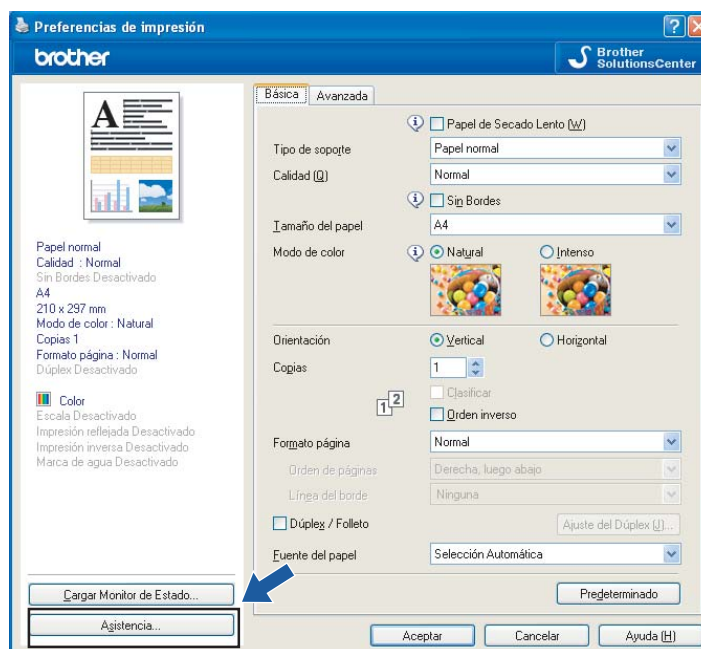 Preferencias de impresión
brother
Brother
SolutionsCenter
A
Papel normal
Calidad : Normal
Sin Bordes Desactivado
A4
210 x 297 mm
Modo de color : Natural
Copias 1
Formato página : Normal
Dúplex Desactivado
Color
Escala Desactivado
Impresión reflejada Desactivado
Impresión inversa Desactivado
Marca de agua Desactivado
Cargar Monitor de Estado...
Asistencia...
Básica Avanzada
Papel de Secado Lento (W)
Tipo de soporte Papel normal
Calidad (Q) Normal
Sin Bordes
Tamaño del papel A4
Modo de color Natural Intenso
Orientación Vertical Horizontal
Copias 1
Clasificar
1 2
Orden inverso
Formato página Normal
Orden de páginas Derecha, luego abajo
Línea del borde Ninguna
Dúplex / Folleto Ajuste del Dúplex (J)...
Fuente del papel Selección Automática
Predeterminado
Aceptar Cancelar Ayuda (H)